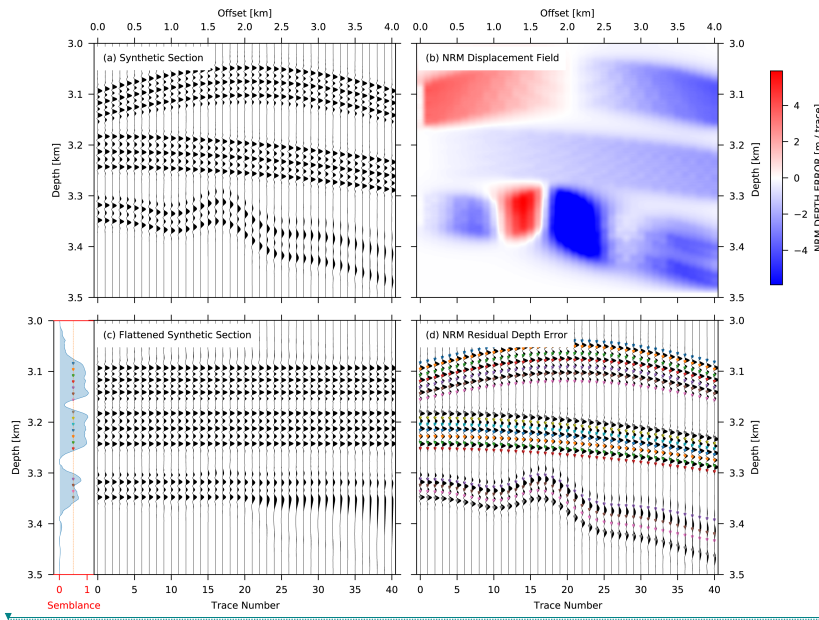 Offset [km]
Offset [km]
0.0 0.5 1.0 1.5 2.0 2.5 3.0 3.5 4.0
0.0 0.5 1.0 1.5 2.0 2.5 3.0 3.5 4.0
(a) Synthetic Section
(b) NRM Displacement Field
Depth [km]
3.0
3.1
3.2
3.3
3.4
3.5
3.0
3.1
3.2
3.3
3.4
3.5
Depth [km]
4
2
0
−2
−4
NRM DEPTH ERROR [m / trace]
(c) Flattened Synthetic Section
(d) NRM Residual Depth Error
Depth [km]
3.0
3.1
3.2
3.3
3.4
3.5
3.0
3.1
3.2
3.3
3.4
3.5
Depth [km]
0 1
Semblance
0 5 10 15 20 25 30 35 40
Trace Number
0 5 10 15 20 25 30 35 40
Trace Number